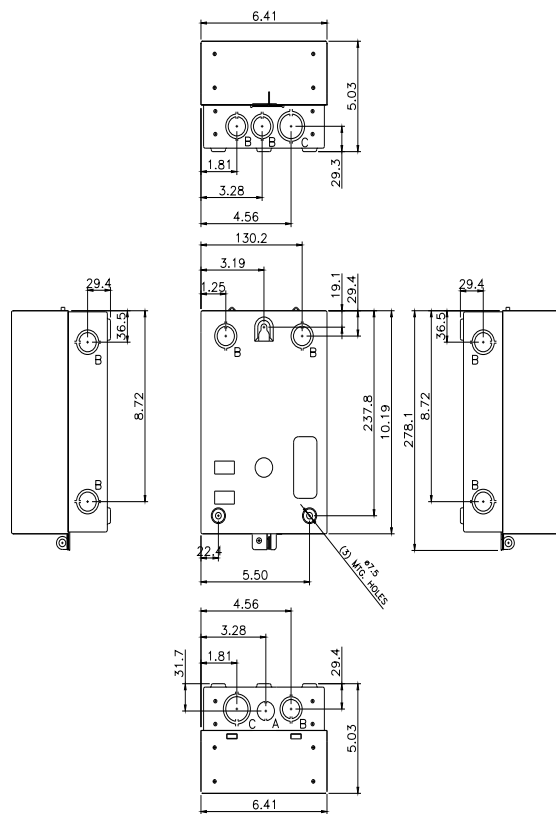 6.41
5.03
B
B
C
29.3
1.81
3.28
4.56
130.2
3.19
1.25
19.1
29.4
B
B
237.8
10.19
22.4
5.50
ø7.5
(3) MTG. HOLES
29.4
36.5
B
8.72
B
29.4
36.5
B
278.1
8.72
B
4.56
3.28
1.81
31.7
29.4
C
A
B
5.03
6.41